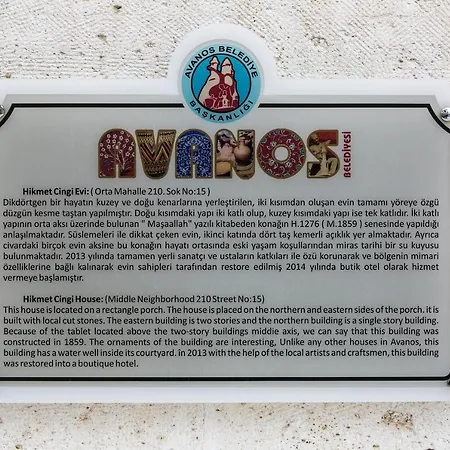 AVANOS BELEDİYE
BAŞKANLIĞI
AVANOS
BELEDİYESİ
Hikmet Cingi Evi: ( Orta Mahalle 210. Sok No:15 )
Dikdörtgen bir hayatın kuzey ve doğu kenarlarına yerleştirilen, iki kısımdan oluşan evin tamamı yöreye özgü
düzgün kesme taştan yapılmıştır. Doğu kısımdaki yapı iki katlı olup, kuzey kısımdaki yapı ise tek katlıdır. İki katlı
yapının orta aks üzerinde bulunan " Maşaallah" yazılı kitabeden konağın H.1276 ( M.1859 ) senesinde yapıldığı
anlaşılmaktadır. Süslemeleri ile dikkat çeken evin, ikinci katında dört taş kemerli açıklık yer almaktadır. Ayrıca
civardaki birçok evin aksine bu konağın hayatı ortasında eski yaşam koşullarından miras tarihi bir su kuyusu
bulunmaktadır. 2013 yılında tamamen yerli sanatçı ve ustaların katkıları ile özü korunarak ve bölgenin mimari
özelliklerine bağlı kalınarak evin sahipleri tarafından restore edilmiş 2014 yılında butik otel olarak hizmet
vermeye başlamıştır.
Hikmet Cingi House: (Middle Neighborhood 210 Street No:15)
This house is located on a rectangle porch. The house is placed on the northern and eastern sides of the porch. it is
built with local cut stones. The eastern building is two stories and the northern building is a single story building.
Because of the tablet located above the two-story buildings middie axis, we can say that this building was
constructed in 1859. The ornaments of the building are interesting, Unlike any other houses in Avanos, this
building has a water well inside its courtyard. in 2013 with the help of the local artists and craftsmen, this building
was restored into a boutique hotel.